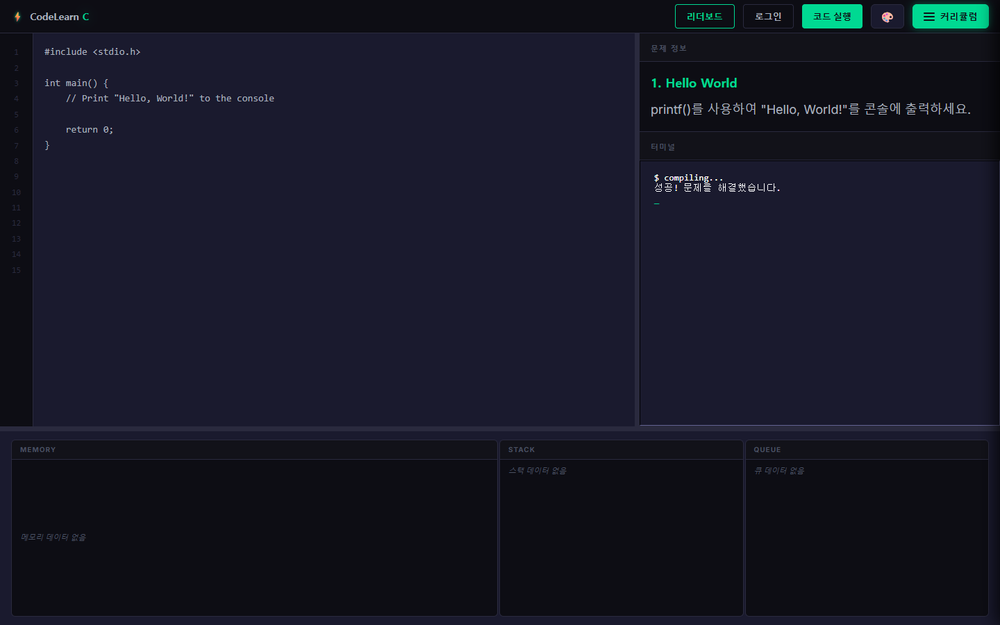 CodeLearn C
리더보드
로그인
코드 실행
커리큘럼
1
2
3
4
5
6
7
8
9
10
11
12
13
14
15
#include <stdio.h>
int main() {
// Print "Hello, World!" to the console
return 0;
}
문제 정보
1. Hello World
printf()를 사용하여 "Hello, World!"를 콘솔에 출력하세요.
터미널
$ compiling...
성공! 문제를 해결했습니다.
_
MEMORY
메모리 데이터 없음
STACK
스택 데이터 없음
QUEUE
큐 데이터 없음